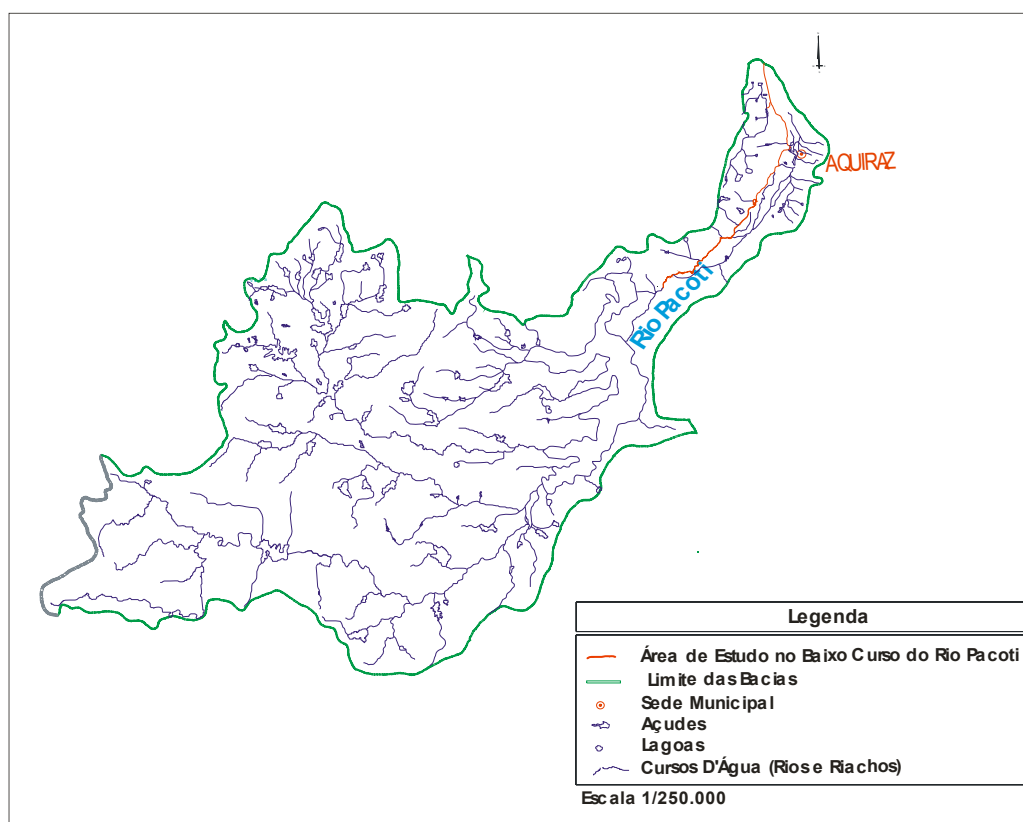 AQUIRAZ
Rio Pacoti
Legenda
Área de Estudo no Baixo Curso do Rio Pacoti
Limite das Bacias
Sede Municipal
Açudes
Lagoas
Cursos D'Água (Rios e Riachos)
Escala 1/250.000